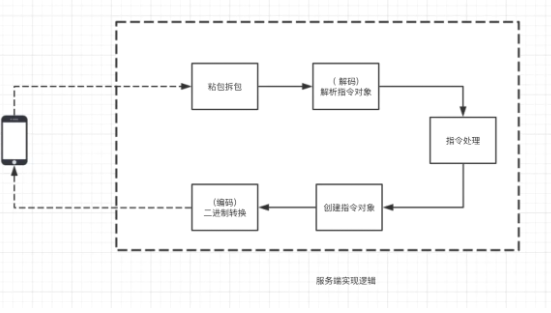 粘包拆包
（ 解码）
解析指令对象
指令处理
（编码）
二进制转换
创建指令对象
服务端实现逻辑